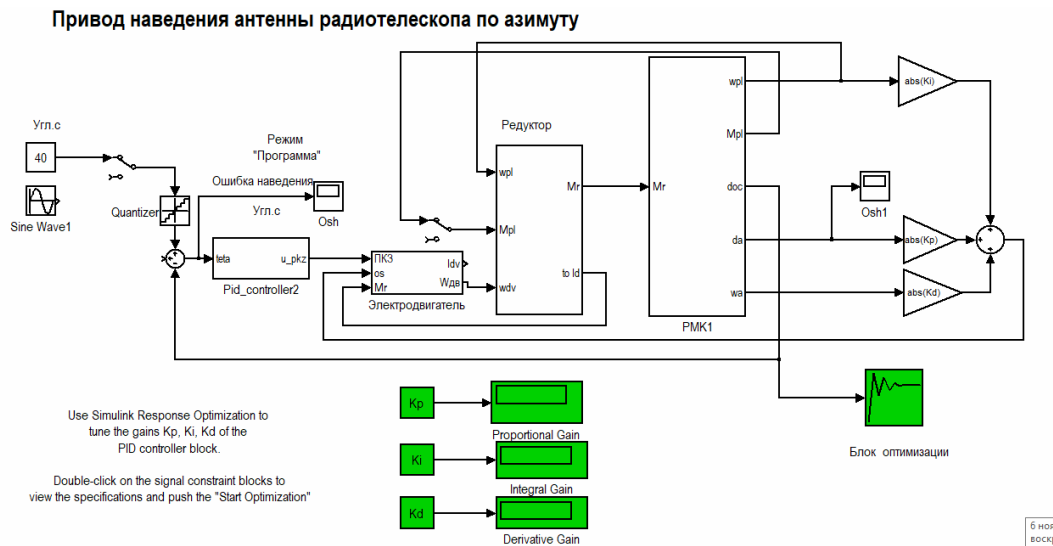 Привод наведения антенны радиотелескопа по азимуту
Угл.с
40
Sine Wave1
Quantizer
Режим
"Программа"
Ошибка наведения
Угл.с
Osh
teta
u_pkz
Pid_controller2
ПКЗ
os
Mr
Idv
Wдв
Электродвигатель
Редуктор
wpl
Mpl
wdv
Mr
to Id
Mr
wpl
Mpl
doc
da
wa
РМК1
Osh1
abs(Ki)
abs(Kp)
abs(Kd)
Kp
Proportional Gain
Ki
Integral Gain
Kd
Derivative Gain
Блок оптимизации
Use Simulink Response Optimization to
tune the gains Kp, Ki, Kd of the
PID controller block.
Double-click on the signal constraint blocks to
view the specifications and push the "Start Optimization"